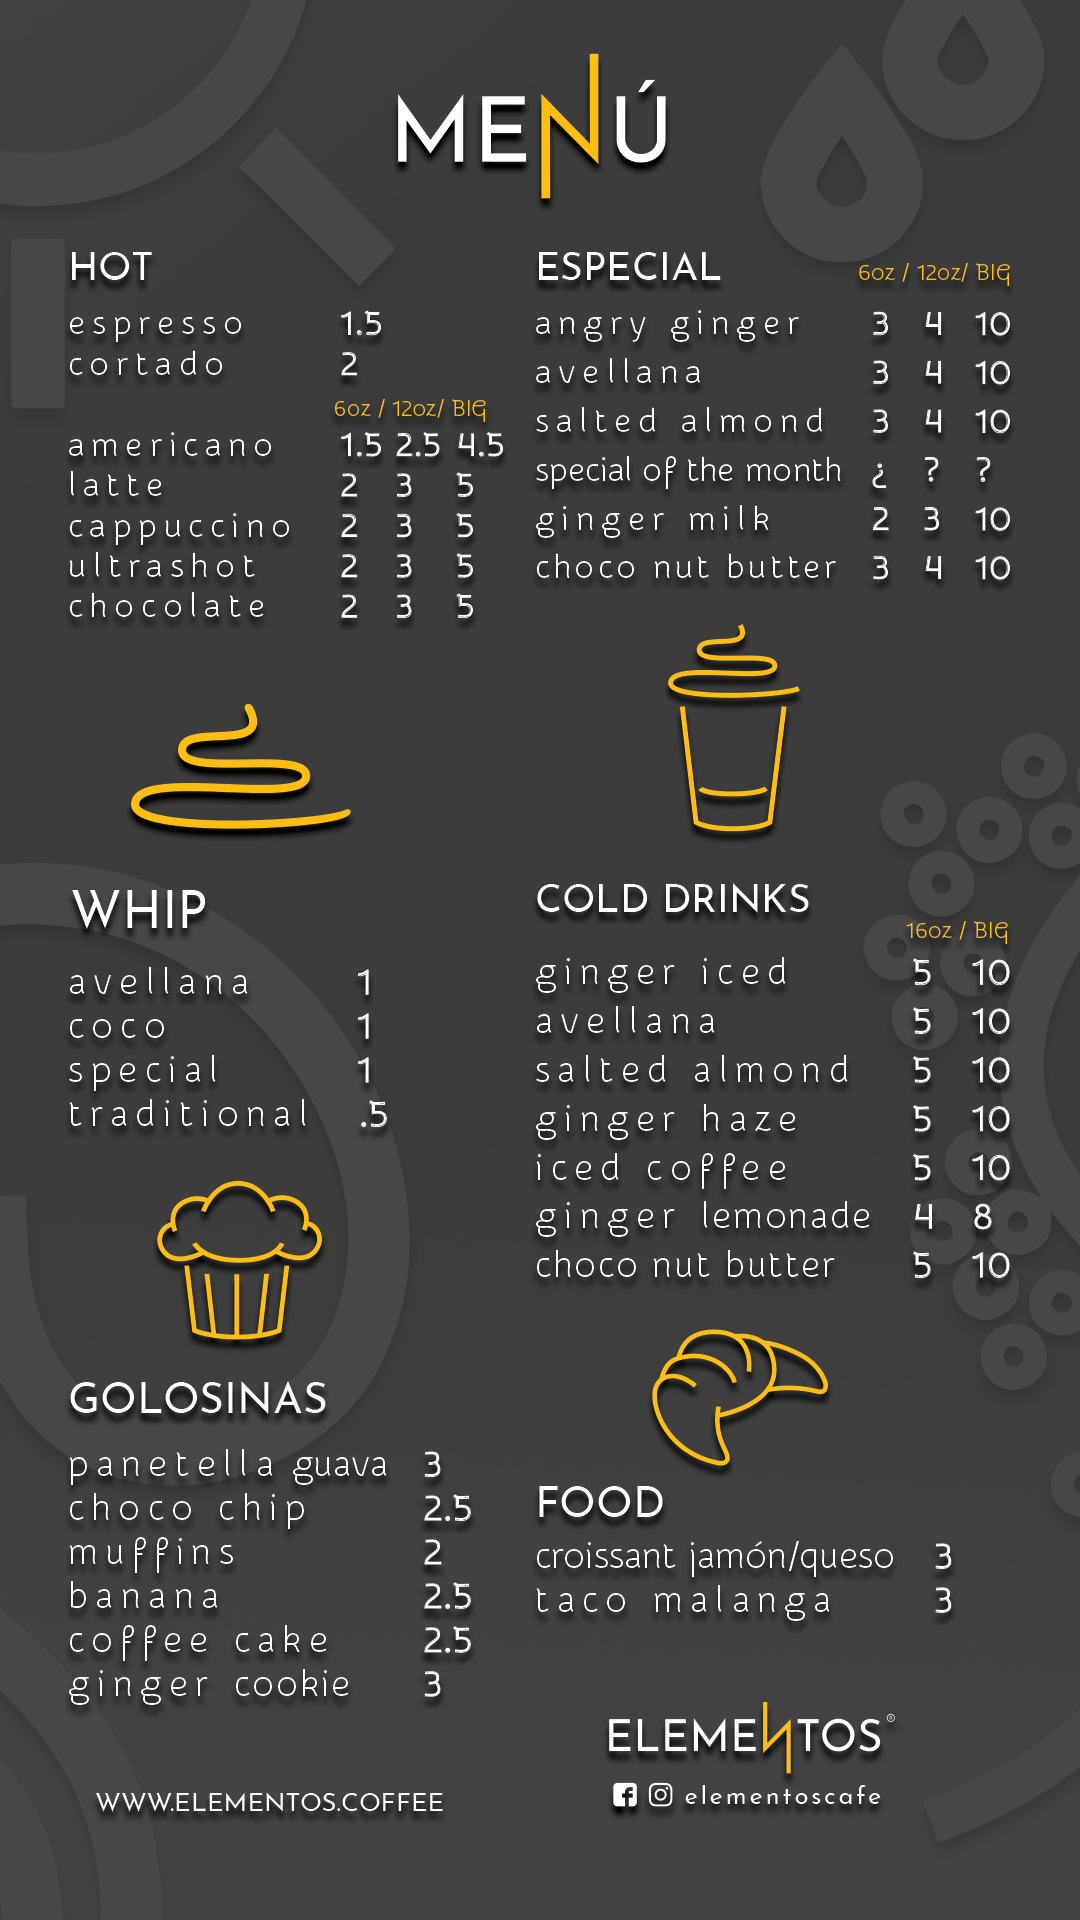 MENÚ
HOT
espresso 1.5
cortado 2
6oz / 12oz/ BIG
americano 1.5 2.5 4.5
latte 2 3 5
cappuccino 2 3 5
ultrashot 2 3 5
chocolate 2 3 5
ESPECIAL 6oz / 12oz/ BIG
angry ginger 3 4 10
avellana 3 4 10
salted almond 3 4 10
special of the month ¿ ? ?
ginger milk 2 3 10
choco nut butter 3 4 10
WHIP
avellana 1
coco 1
special 1
traditional .5
COLD DRINKS
16oz / BIG
ginger iced 5 10
avellana 5 10
salted almond 5 10
ginger haze 5 10
iced coffee 5 10
ginger lemonade 4 8
choco nut butter 5 10
GOLOSINAS
panetella guava 3
choco chip 2.5
muffins 2
banana 2.5
coffee cake 2.5
ginger cookie 3
FOOD
croissant jamón/queso 3
taco malanga 3
ELEMENTOS®
elementoscafe
WWW.ELEMENTOS.COFFEE